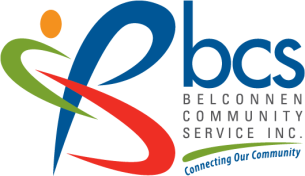 bcs
BELCONNEN
COMMUNITY
SERVICE INC.
Connecting Our Community